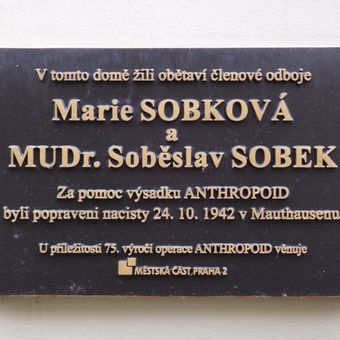 V tomto domě žili obětaví členové odboje
Marie SOBKOVÁ
a
MUDr. Soběslav SOBEK
Za pomoc výsadku ANTHROPOID
byli popraveni nacisty 24. 10. 1942 v Mauthausenu
U příležitosti 75. výročí operace ANTHROPOID věnuje
MĚSTSKÁ ČÁST PRAHA 2